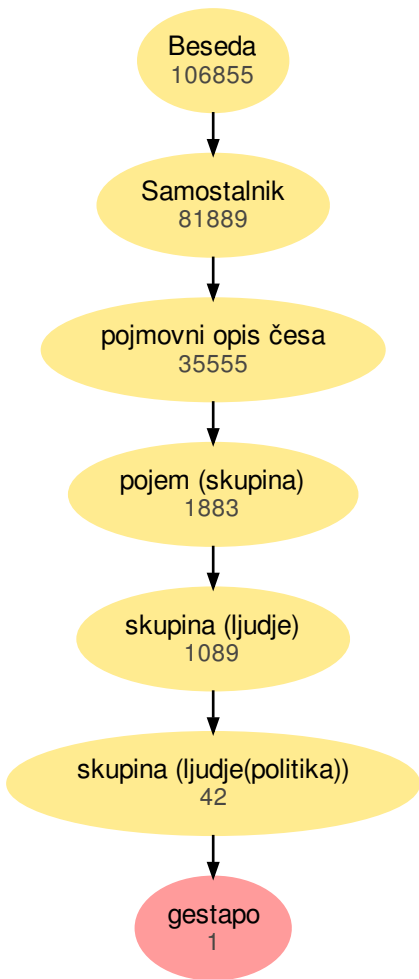 Beseda
106855
Samostalnik
81889
pojmovni opis česa
35555
pojem (skupina)
1883
skupina (ljudje)
1089
skupina (ljudje(politika))
42
gestapo
1